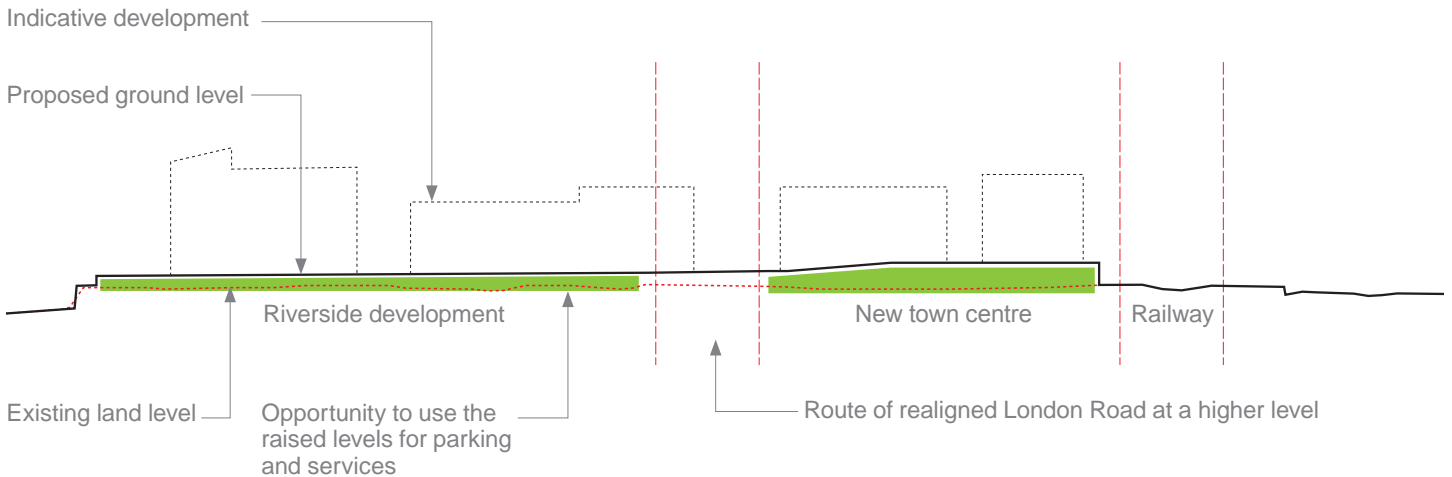 Indicative development
Proposed ground level
Riverside development
New town centre
Railway
Existing land level
Opportunity to use the
raised levels for parking
and services
Route of realigned London Road at a higher level